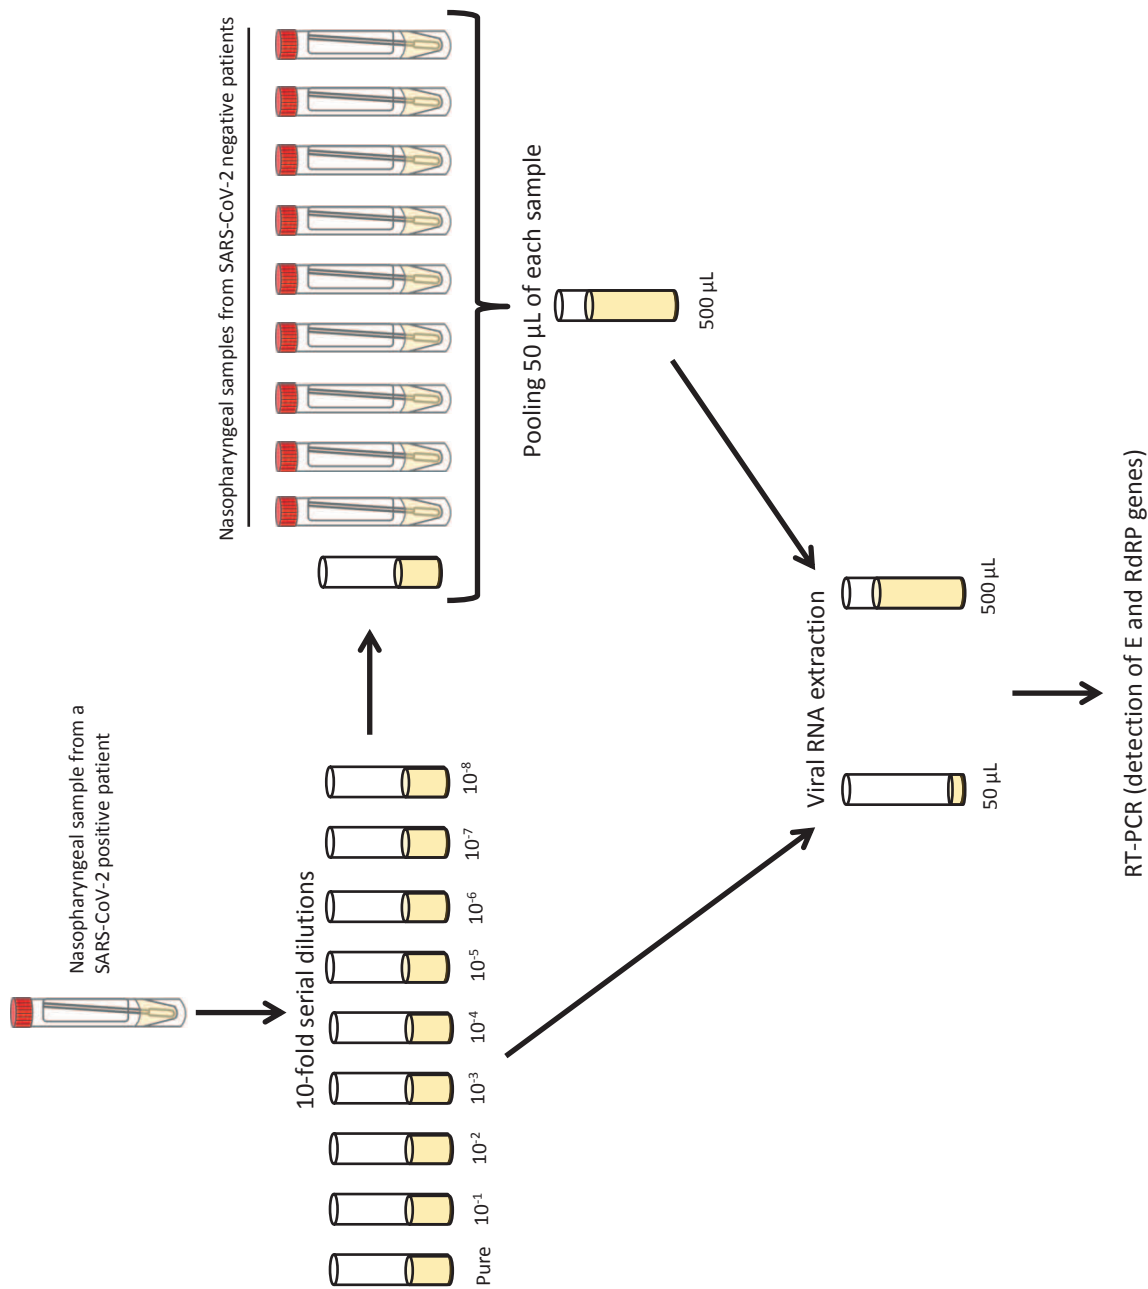 Nasopharyngeal sample from a
SARS-CoV-2 positive patient
10-fold serial dilutions
Pure
10-1
10-2
10-3
10-4
10-5
10-6
10-7
10-8
Nasopharyngeal samples from SARS-CoV-2 negative patients
Pooling 50 µL of each sample
500 µL
Viral RNA extraction
50 µL
500 µL
RT-PCR (detection of E and RdRP genes)